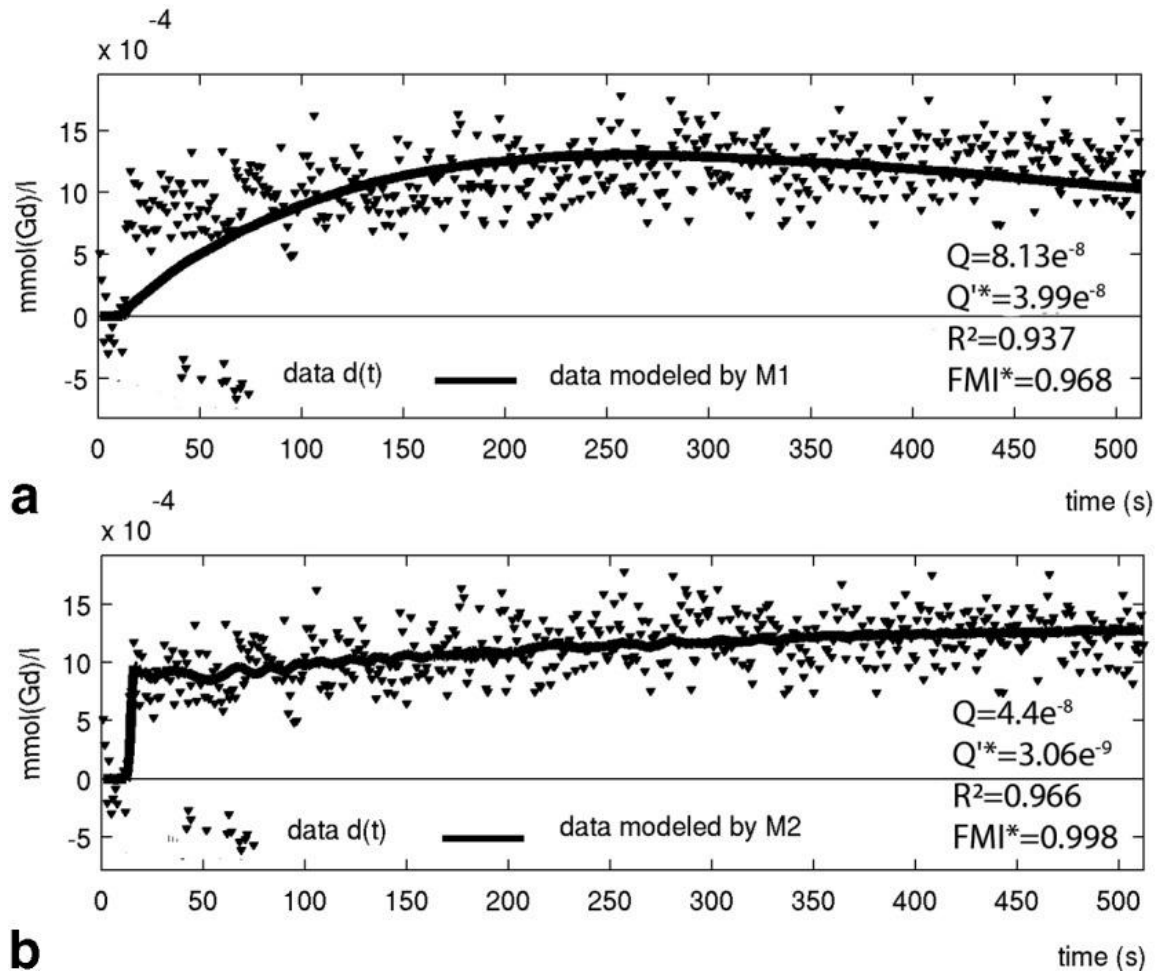 -4
x 10
15
10
5
0
-5
mmol(Gd)/l
Q=8.13e-8
Q'*=3.99e-8
R²=0.937
FMI*=0.968
data d(t) data modeled by M1
0 50 100 150 200 250 300 350 400 450 500
a
time (s)
-4
x 10
15
10
5
0
-5
mmol(Gd)/l
Q=4.4e-8
Q'*=3.06e-9
R²=0.966
FMI*=0.998
data d(t) data modeled by M2
0 50 100 150 200 250 300 350 400 450 500
b
time (s)